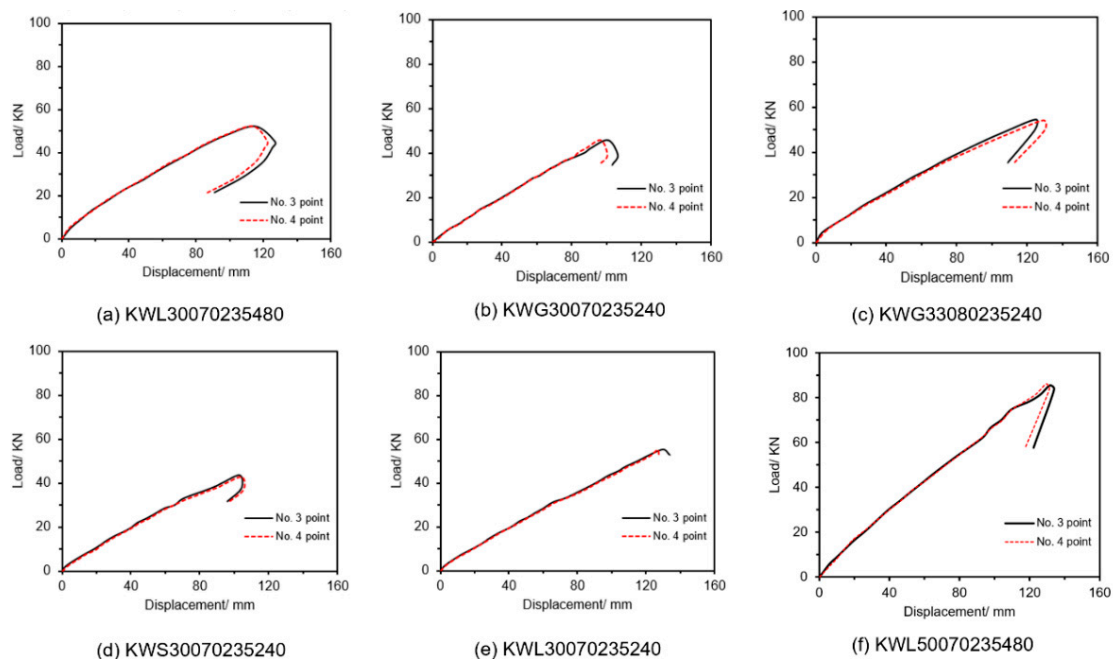 100
80
60
40
20
0
Load/ KN
No. 3 point
No. 4 point
0 40 80 120 160
Displacement/ mm
(a) KWL30070235480
100
80
60
40
20
0
Load/ KN
No. 3 point
No. 4 point
0 40 80 120 160
Displacement/ mm
(b) KWG30070235240
100
80
60
40
20
0
Load/ KN
No. 3 point
No. 4 point
0 40 80 120 160
Displacement/ mm
(c) KWG33080235240
100
80
60
40
20
0
Load/ KN
No. 3 point
No. 4 point
0 40 80 120 160
Displacement/ mm
(d) KWS30070235240
100
80
60
40
20
0
Load/ KN
No. 3 point
No. 4 point
0 40 80 120 160
Displacement/ mm
(e) KWL30070235240
100
80
60
40
20
0
Load/ KN
No. 3 point
No. 4 point
0 40 80 120 160
Displacement/ mm
(f) KWL50070235480